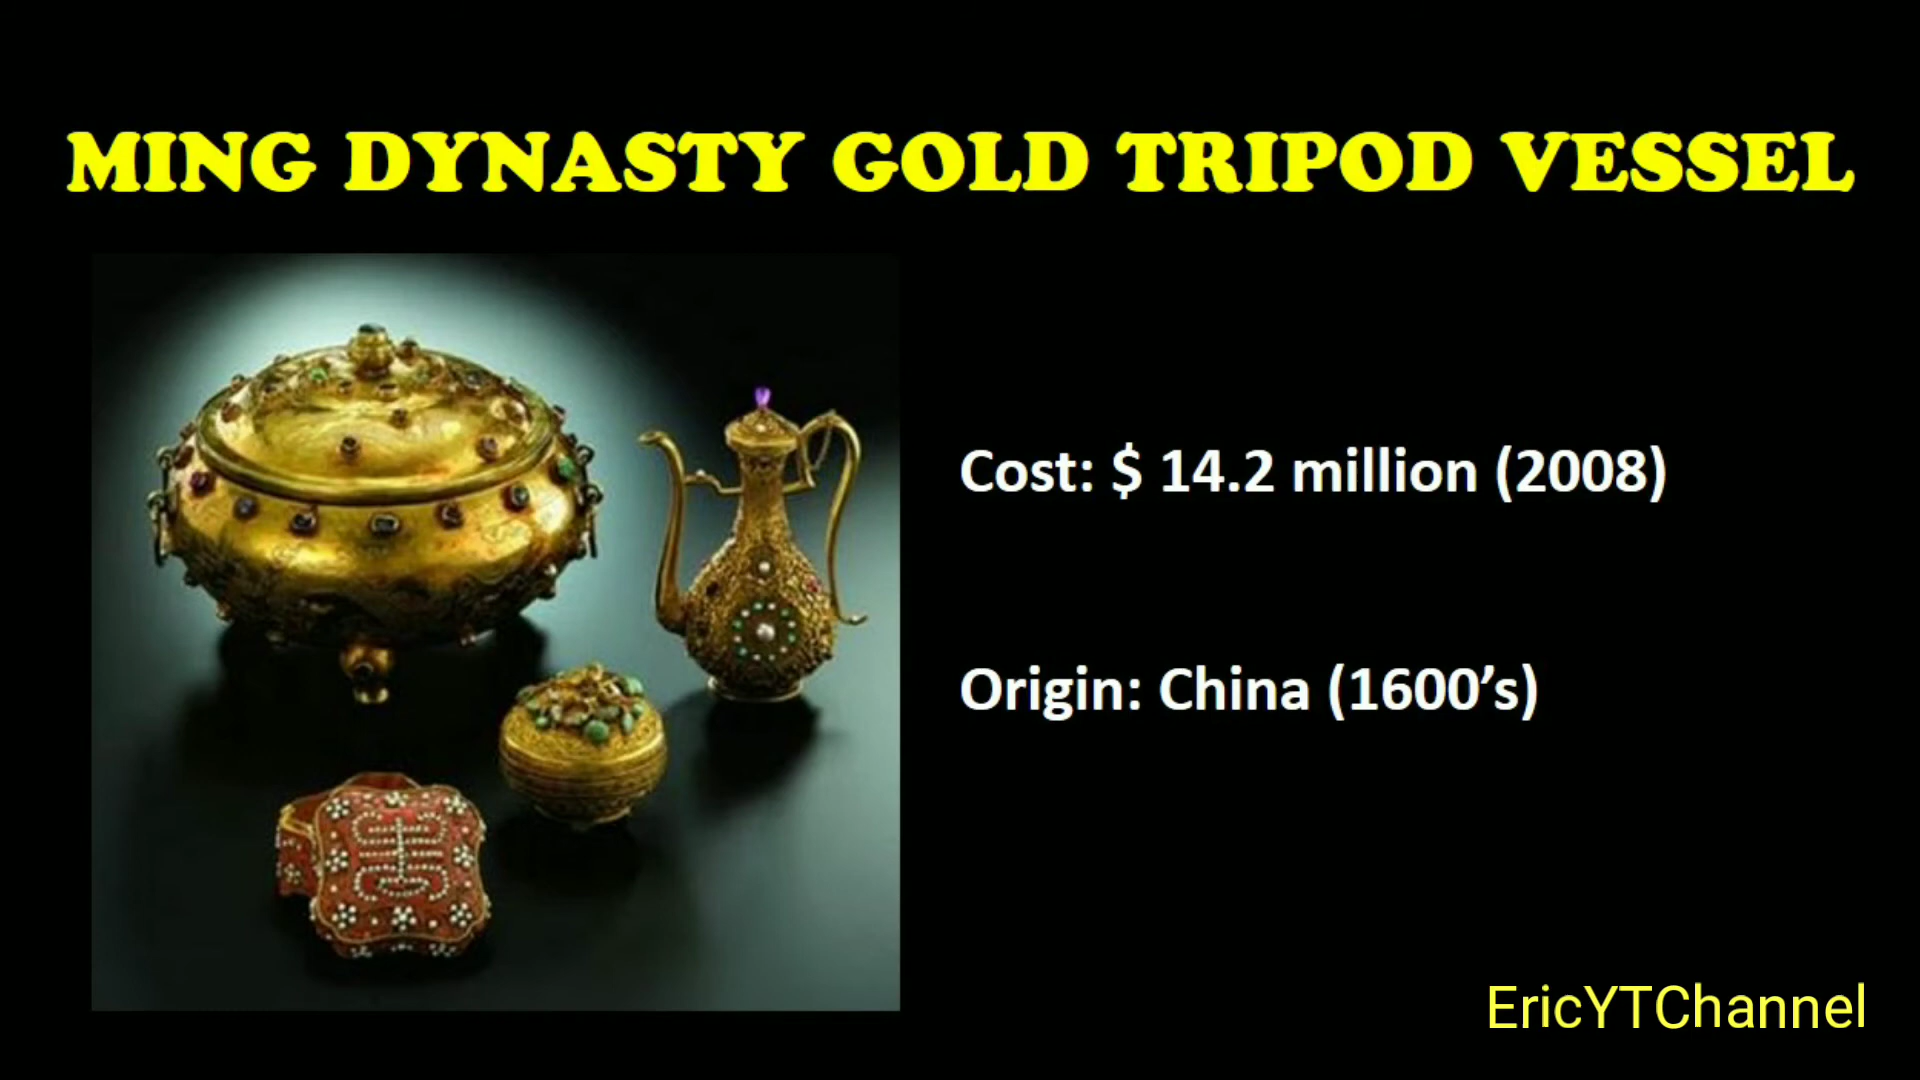 MING DYNASTY GOLD TRIPOD VESSEL
Cost: $ 14.2 million (2008)
Origin: China (1600’s)
EricYTChannel